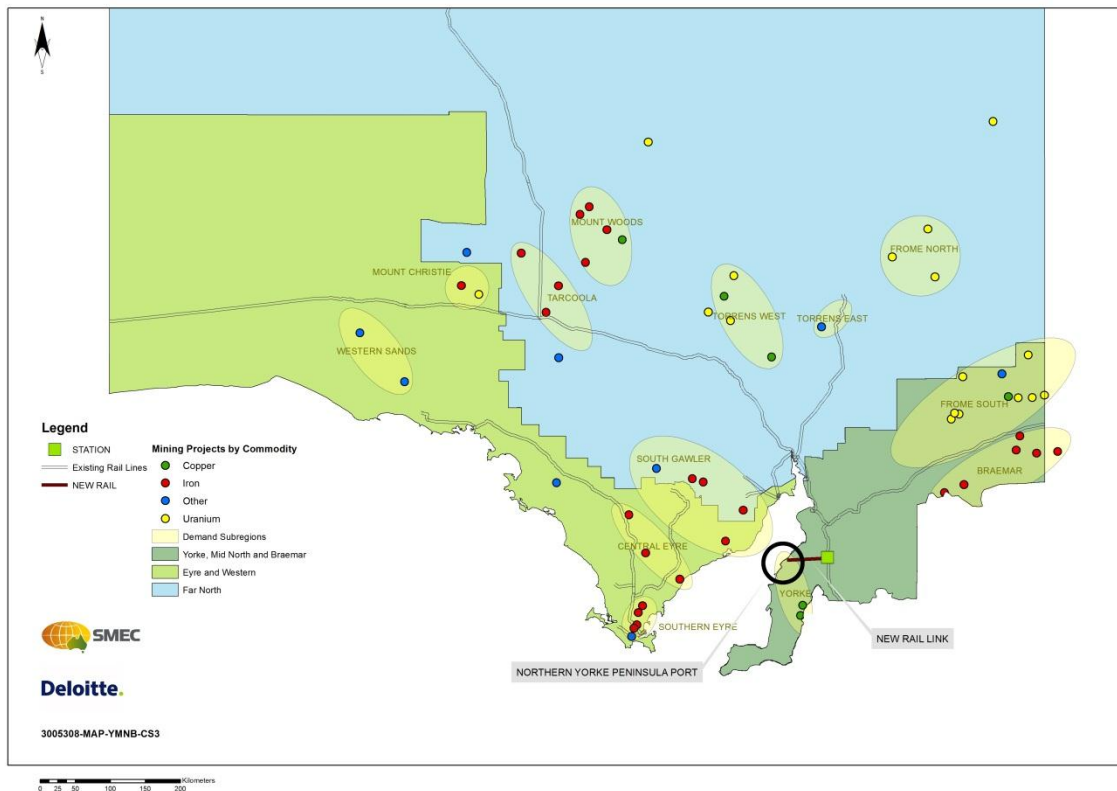 N
S
MOUNT WOODS
FROME NORTH
MOUNT CHRISTIE
TARCOOLA
TORRENS WEST
TORRENS EAST
WESTERN SANDS
FROME SOUTH
SOUTH GAWLER
BRAEMAR
CENTRAL EYRE
YORKE
SOUTHERN EYRE
NEW RAIL LINK
NORTHERN YORKE PENINSULA PORT
Legend
STATION
Existing Rail Lines
NEW RAIL
Mining Projects by Commodity
Copper
Iron
Other
Uranium
Demand Subregions
Yorke, Mid North and Braemar
Eyre and Western
Far North
SMEC
Deloitte.
3005308-MAP-YMNB-CS3
Kilometers
0 25 50 100 150 200